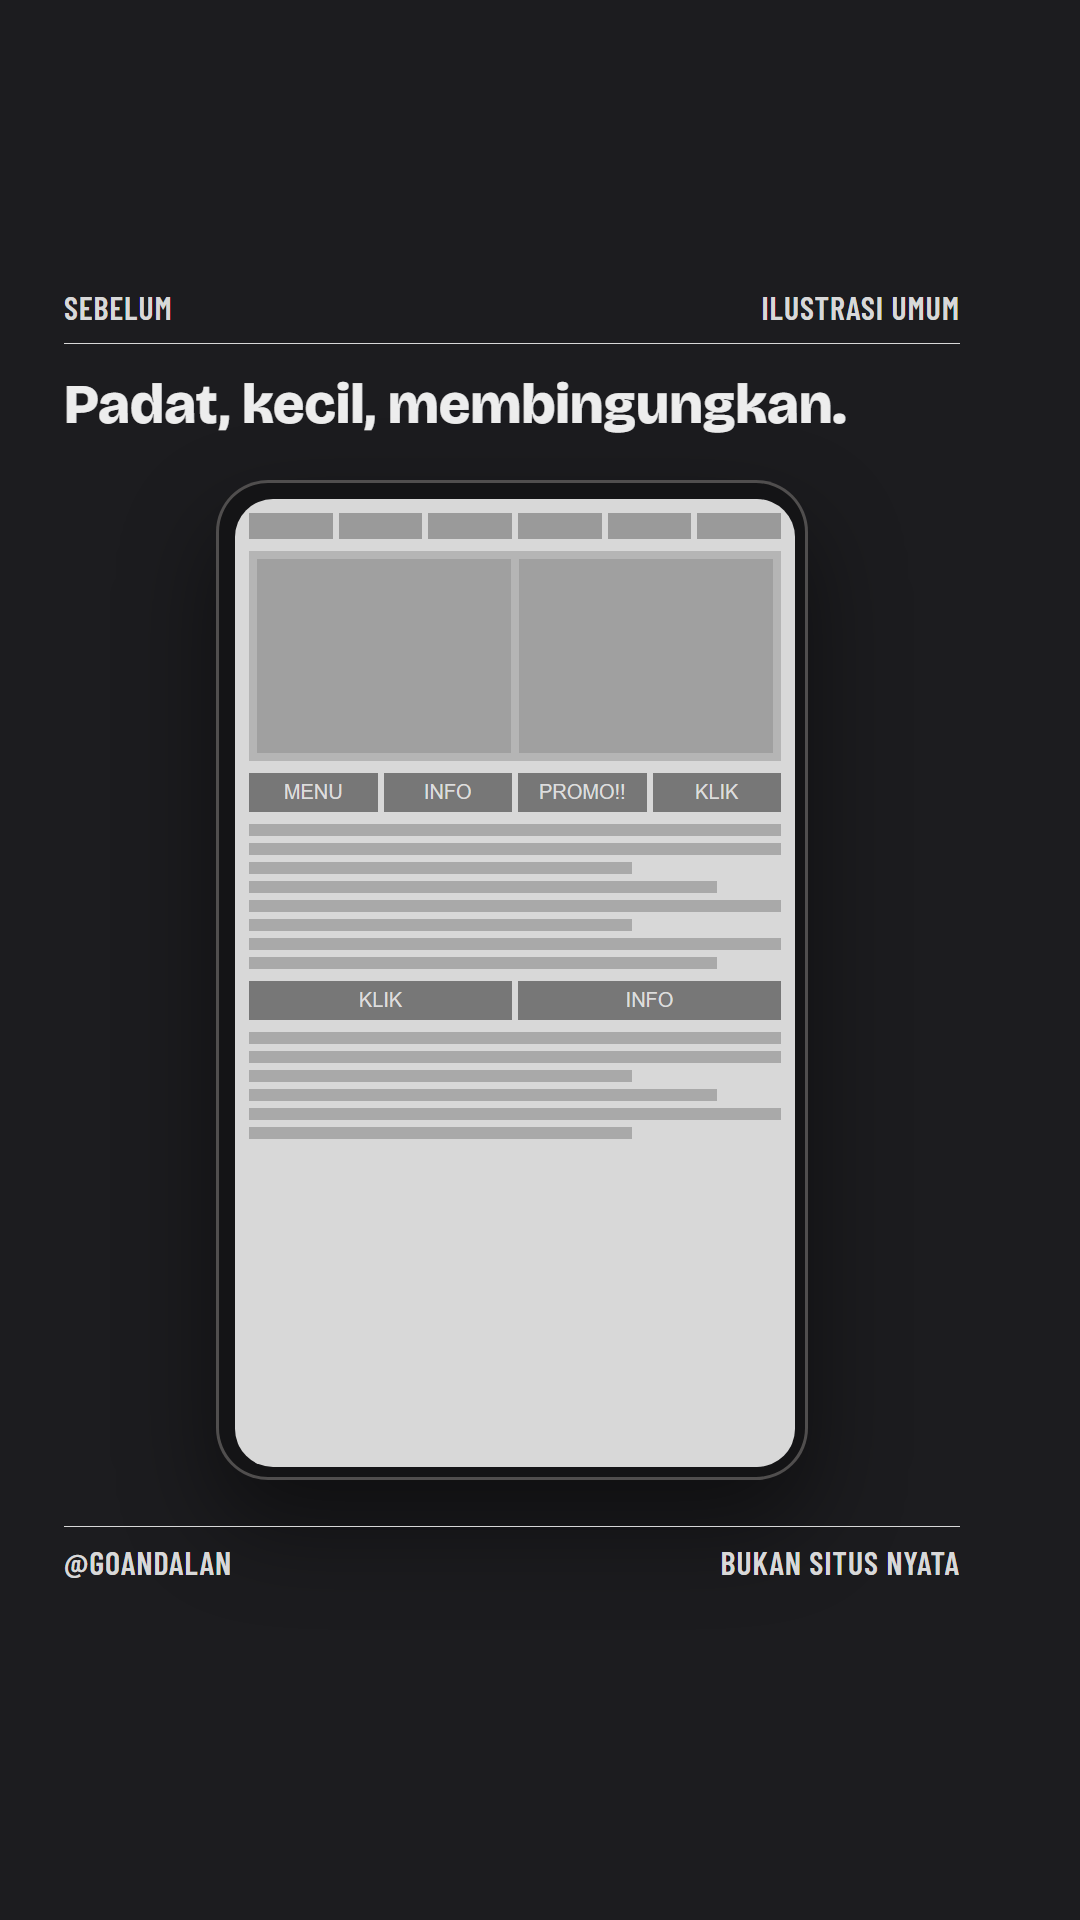 SEBELUM
ILUSTRASI UMUM
Padat, kecil, membingungkan.
MENU
INFO
PROMO!!
KLIK
KLIK
INFO
@GOANDALAN
BUKAN SITUS NYATA